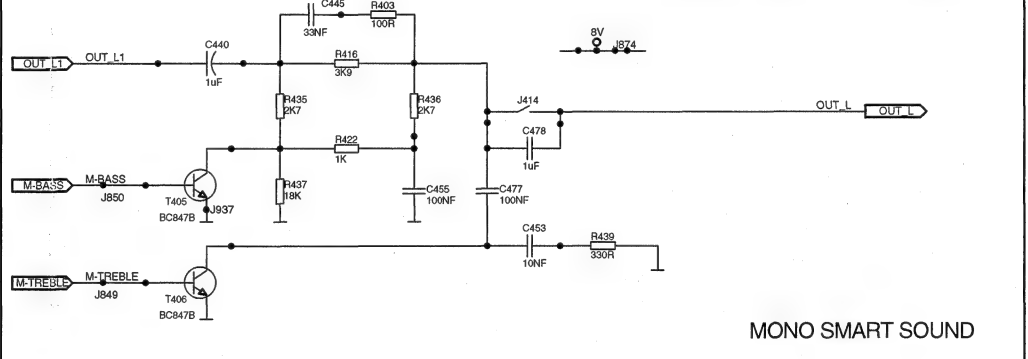 C445
R403
33NF
100R
8V
J874
OUT_L1
OUT_L1
C440
1uF
R416
3K9
R435
2K7
R436
2K7
J414
OUT_L
OUT_L
C478
1uF
R422
1K
M-BASS
M-BASS
J850
T405
BC847B
J937
R437
18K
C455
100NF
C477
100NF
C453
10NF
R439
330R
M-TREBLE
M-TREBLE
J849
T406
BC847B
MONO SMART SOUND